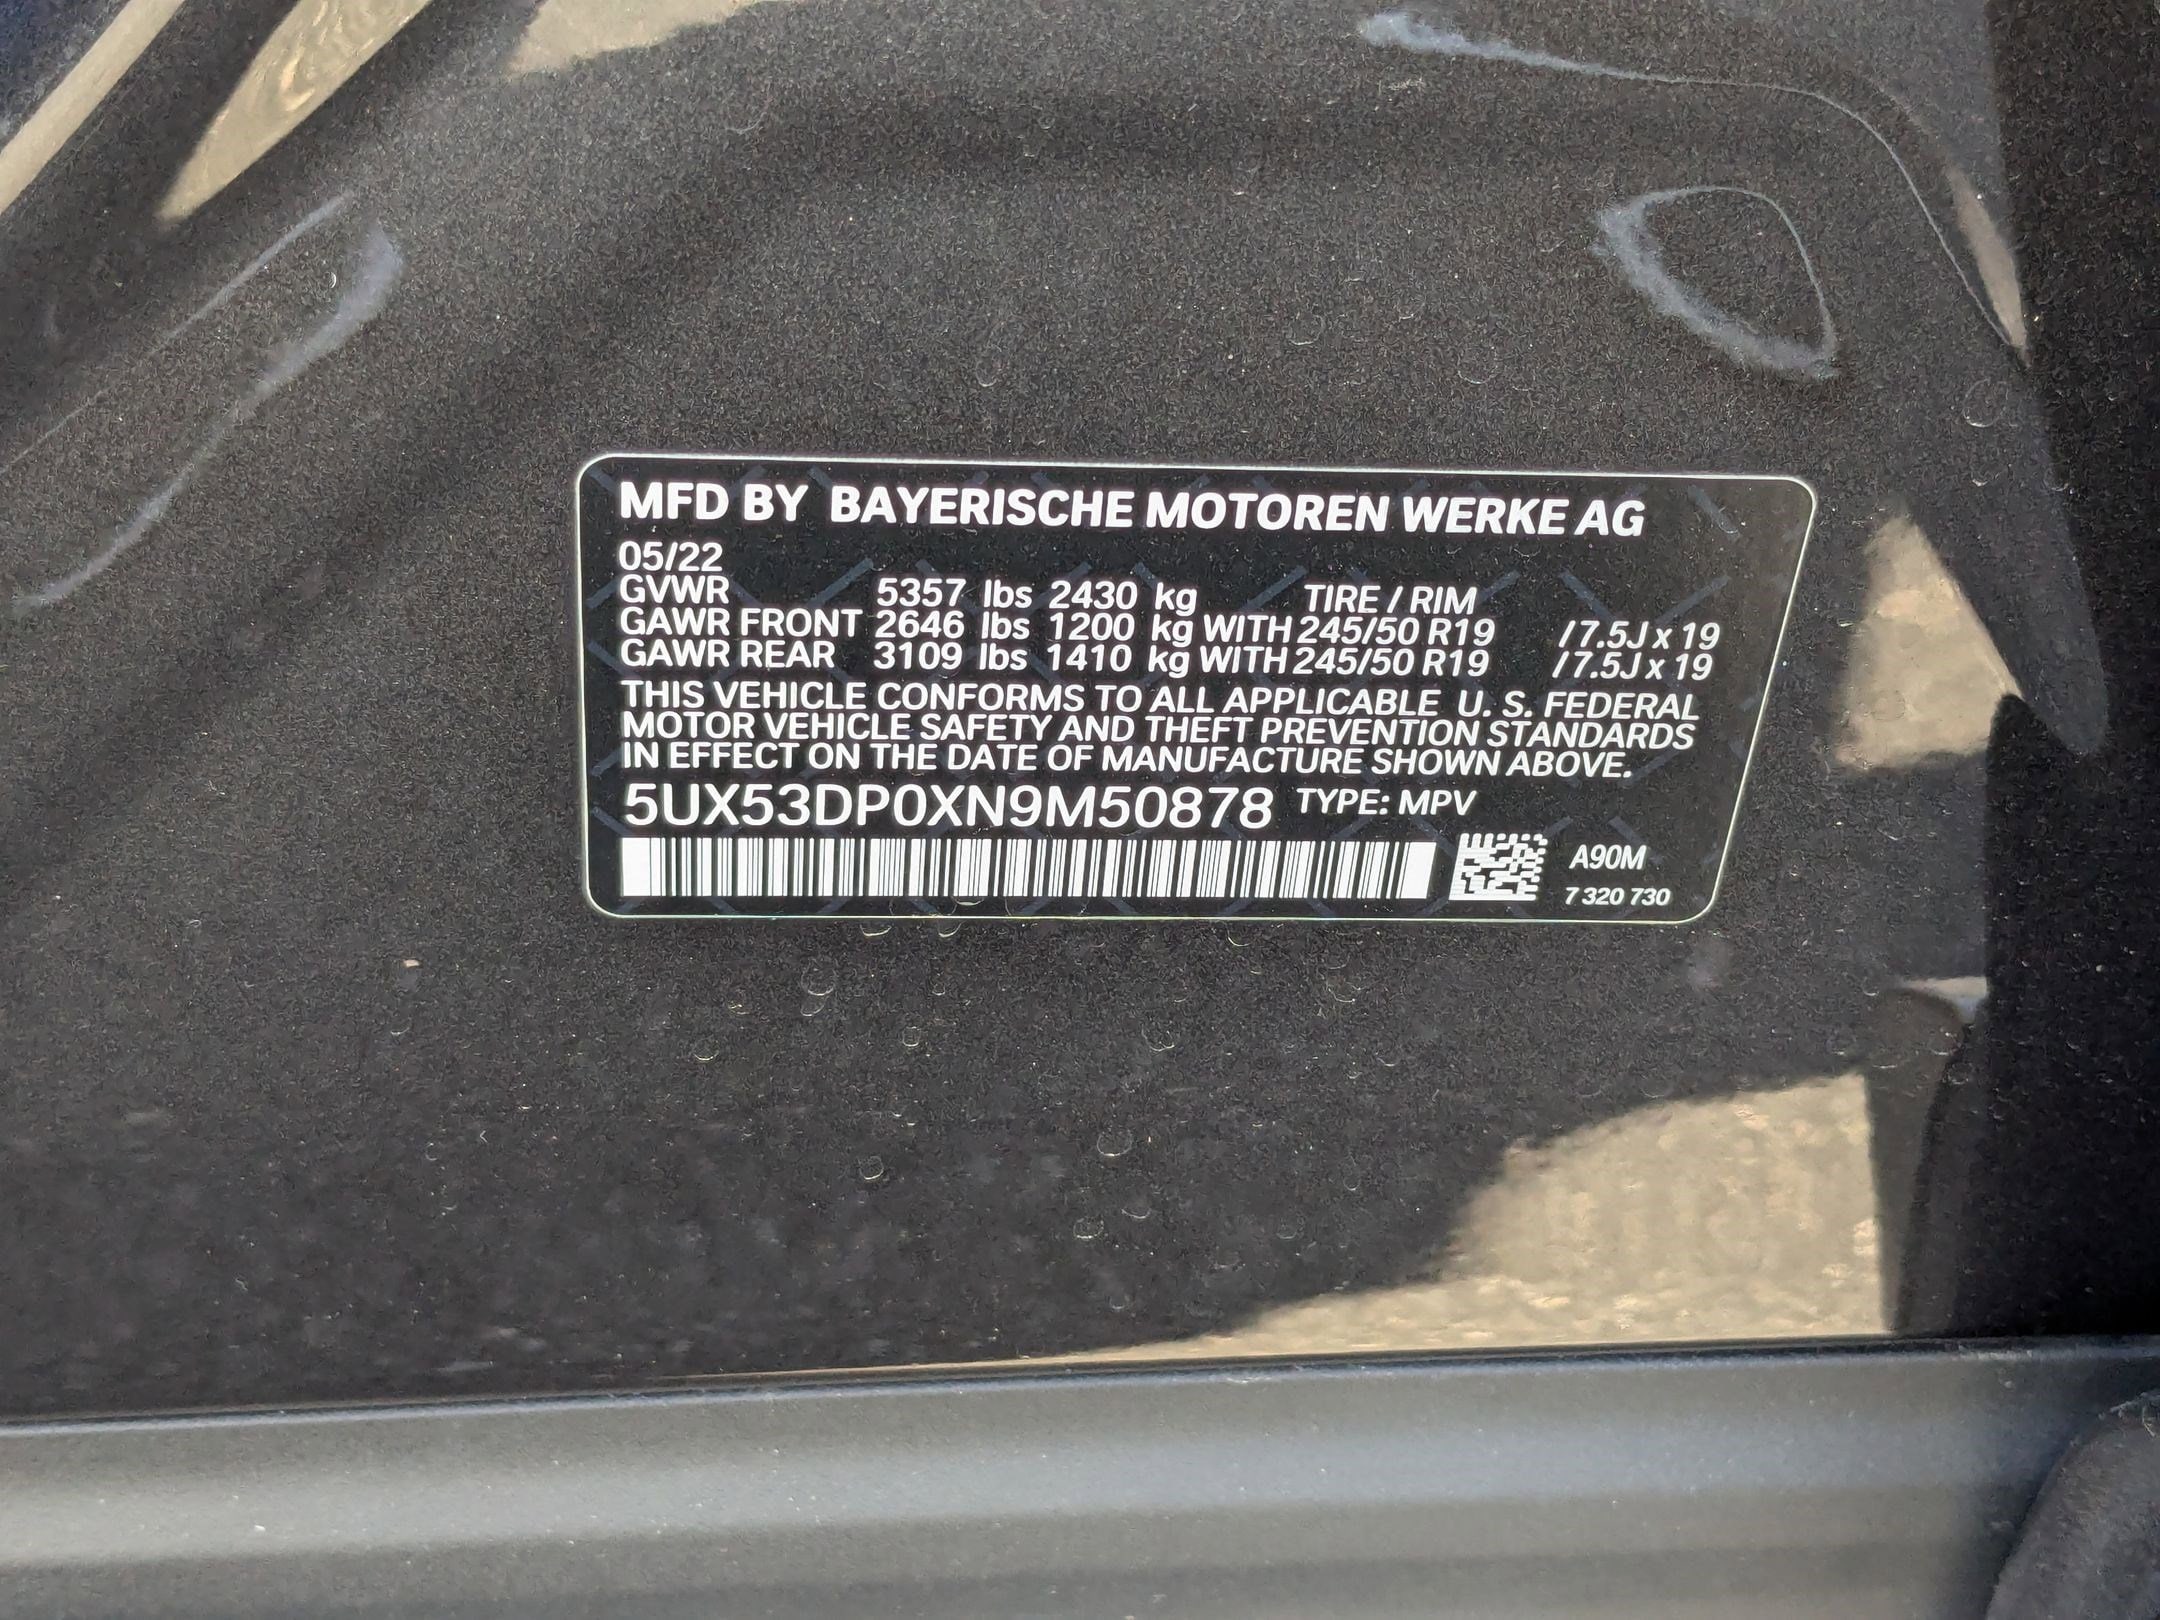 MFD BY BAYERISCHE MOTOREN WERKE AG
05/22
GVWR 5357 lbs 2430 kg TIRE / RIM
GAWR FRONT 2646 lbs 1200 kg WITH 245/50 R19 /7.5J x 19
GAWR REAR 3109 lbs 1410 kg WITH 245/50 R19 /7.5J x 19
THIS VEHICLE CONFORMS TO ALL APPLICABLE U. S. FEDERAL
MOTOR VEHICLE SAFETY AND THEFT PREVENTION STANDARDS
IN EFFECT ON THE DATE OF MANUFACTURE SHOWN ABOVE.
5UX53DP0XN9M50878 TYPE: MPV
A90M
7 320 730